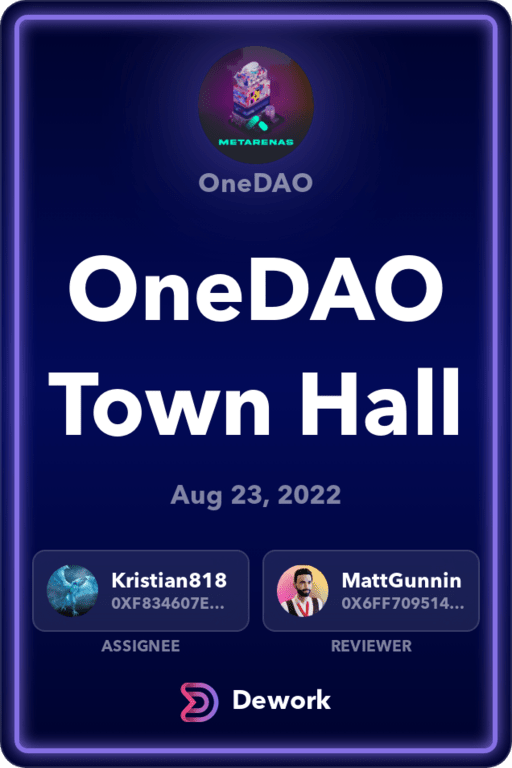 METARENAS
OneDAO
OneDAO
Town Hall
Aug 23, 2022
Kristian818
0XF834607E...
ASSIGNEE
MattGunnin
0X6FF709514...
REVIEWER
Dework